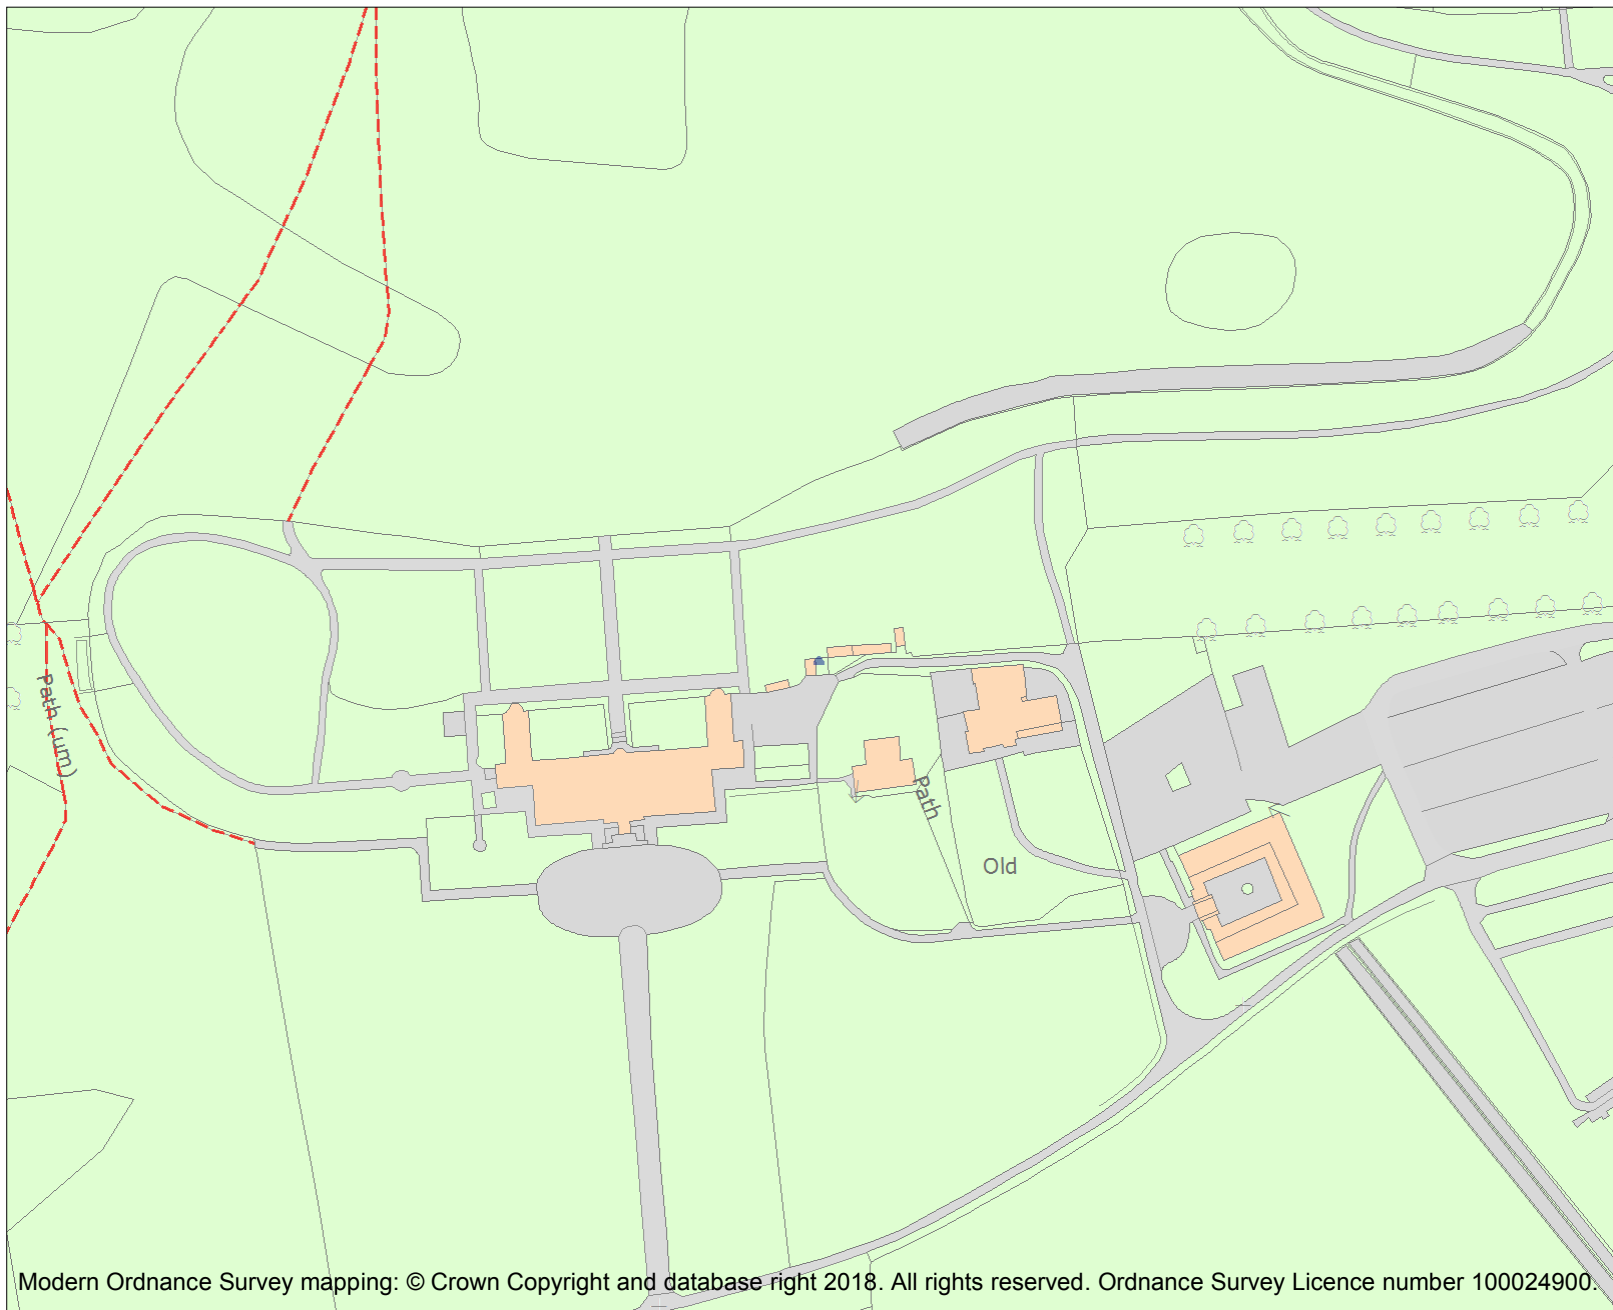 Path (um)
Path
Old
Modern Ordnance Survey mapping: © Crown Copyright and database right 2018. All rights reserved. Ordnance Survey Licence number 100024900.